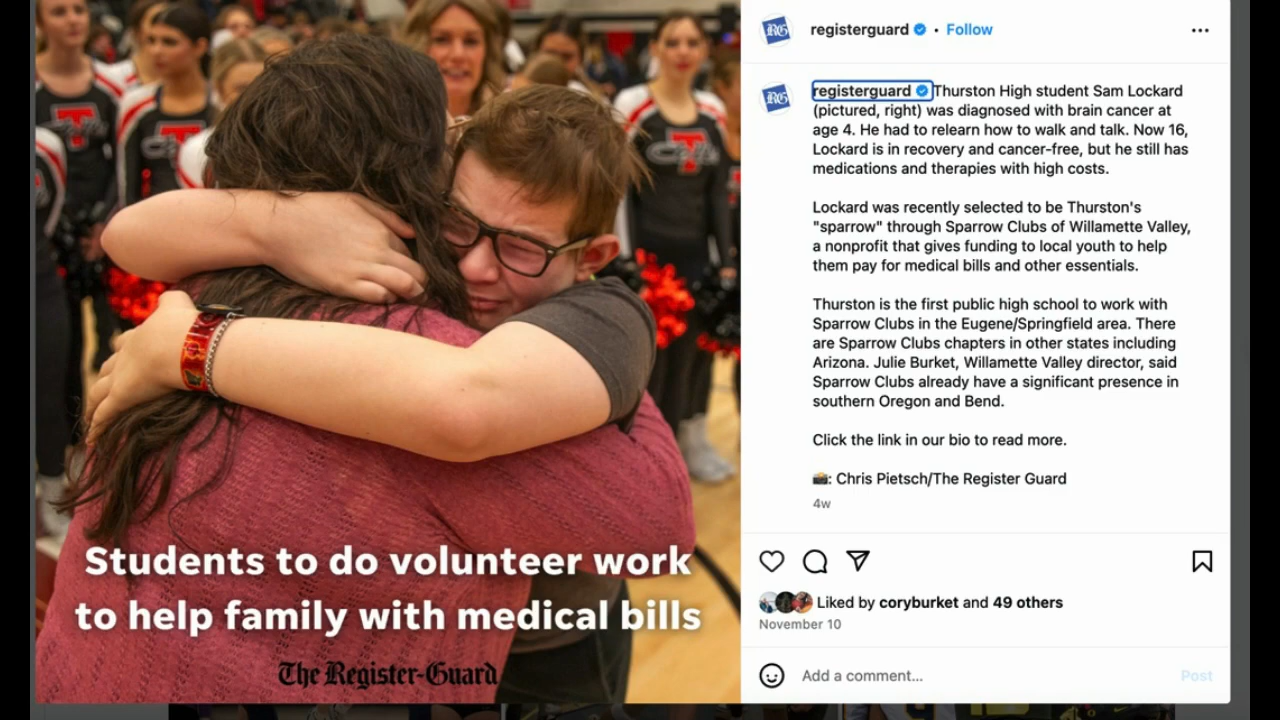 registerguard • Follow
registerguard Thurston High student Sam Lockard
(pictured, right) was diagnosed with brain cancer at
age 4. He had to relearn how to walk and talk. Now 16,
Lockard is in recovery and cancer-free, but he still has
medications and therapies with high costs.
Lockard was recently selected to be Thurston's
"sparrow" through Sparrow Clubs of Willamette Valley,
a nonprofit that gives funding to local youth to help
them pay for medical bills and other essentials.
Thurston is the first public high school to work with
Sparrow Clubs in the Eugene/Springfield area. There
are Sparrow Clubs chapters in other states including
Arizona. Julie Burket, Willamette Valley director, said
Sparrow Clubs already have a significant presence in
southern Oregon and Bend.
Click the link in our bio to read more.
📸: Chris Pietsch/The Register Guard
4w
Liked by coryburket and 49 others
November 10
Add a comment...
Post
Students to do volunteer work
to help family with medical bills
The Register-Guard
RG
RG
T
T
T